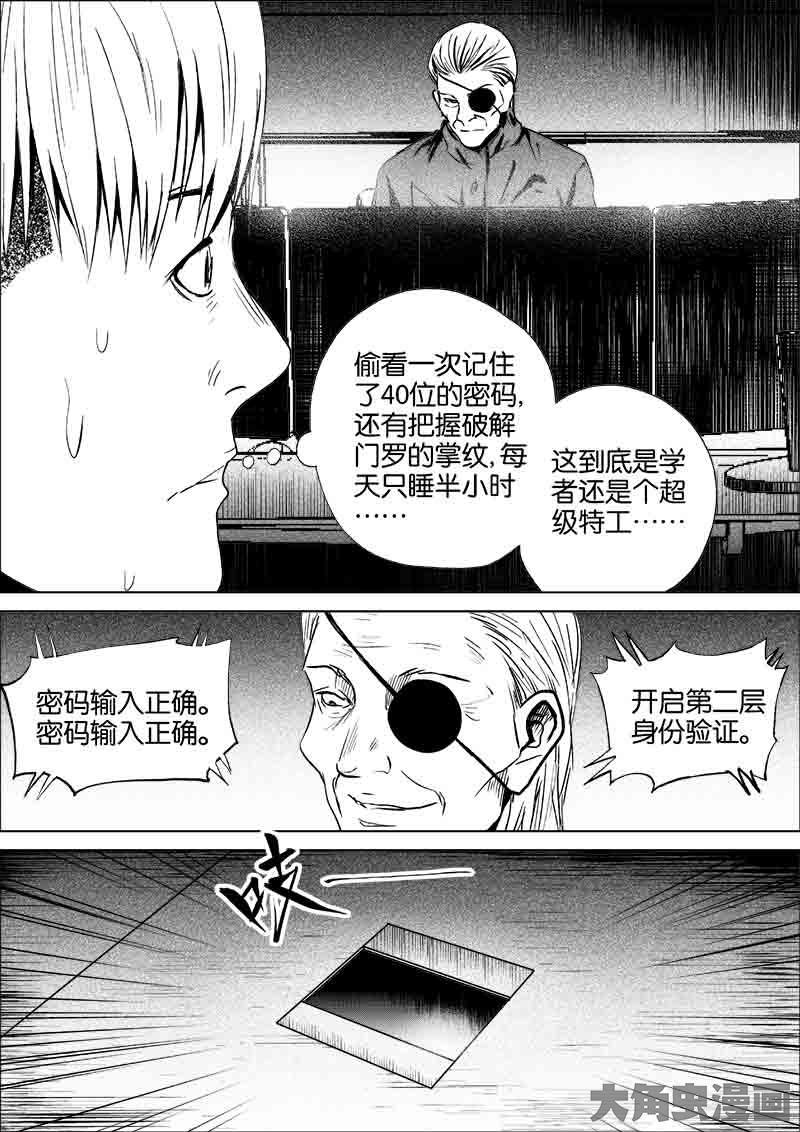 偷看一次记住
了40位的密码，
还有把握破解
门罗的掌纹，每
天只睡半小时
……
这到底是学
者还是个超
级特工……
密码输入正确。
密码输入正确。
开启第二层
身份验证。
吱——
大角虫漫画